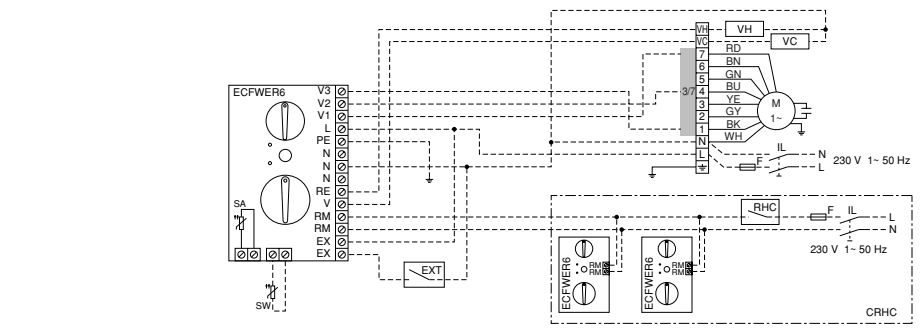 ECFWER6
V3
V2
V1
L
PE
N
N
N
RE
V
RM
RM
EX
EX
SA
SW
EXT
VH
VC
7
6
5
4
3
2
1
N
L
3/7
VH
VC
RD
BN
GN
BU
YE
GY
BK
WH
M
1~
IL
F
N
L
230 V 1~ 50 Hz
RHC
F
IL
L
N
230 V 1~ 50 Hz
ECFWER6
RM
RM
ECFWER6
RM
RM
CRHC